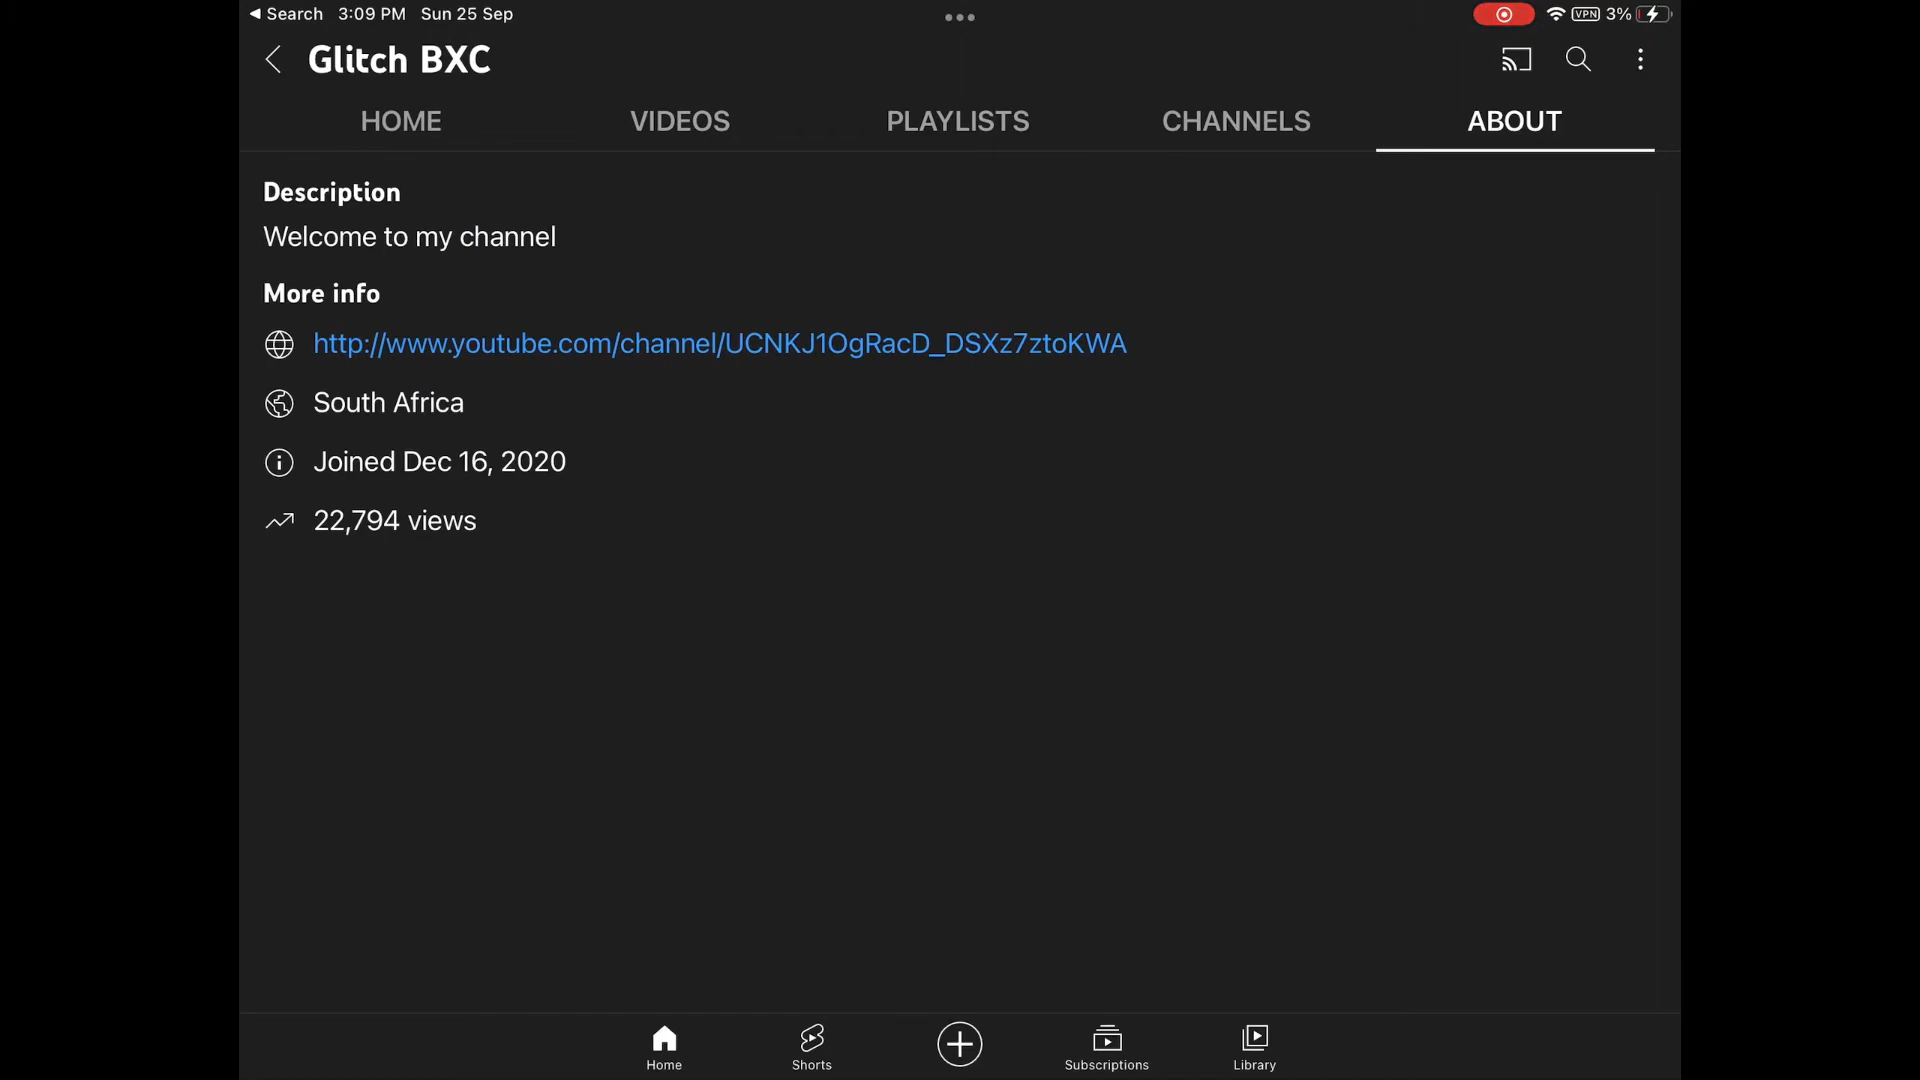 Search 3:09 PM Sun 25 Sep
VPN 3%
Glitch BXC
HOME VIDEOS PLAYLISTS CHANNELS ABOUT
Description
Welcome to my channel
More info
http://www.youtube.com/channel/UCNKJ1OgRacD_DSXz7ztoKWA
South Africa
Joined Dec 16, 2020
22,794 views
Home Shorts Subscriptions Library